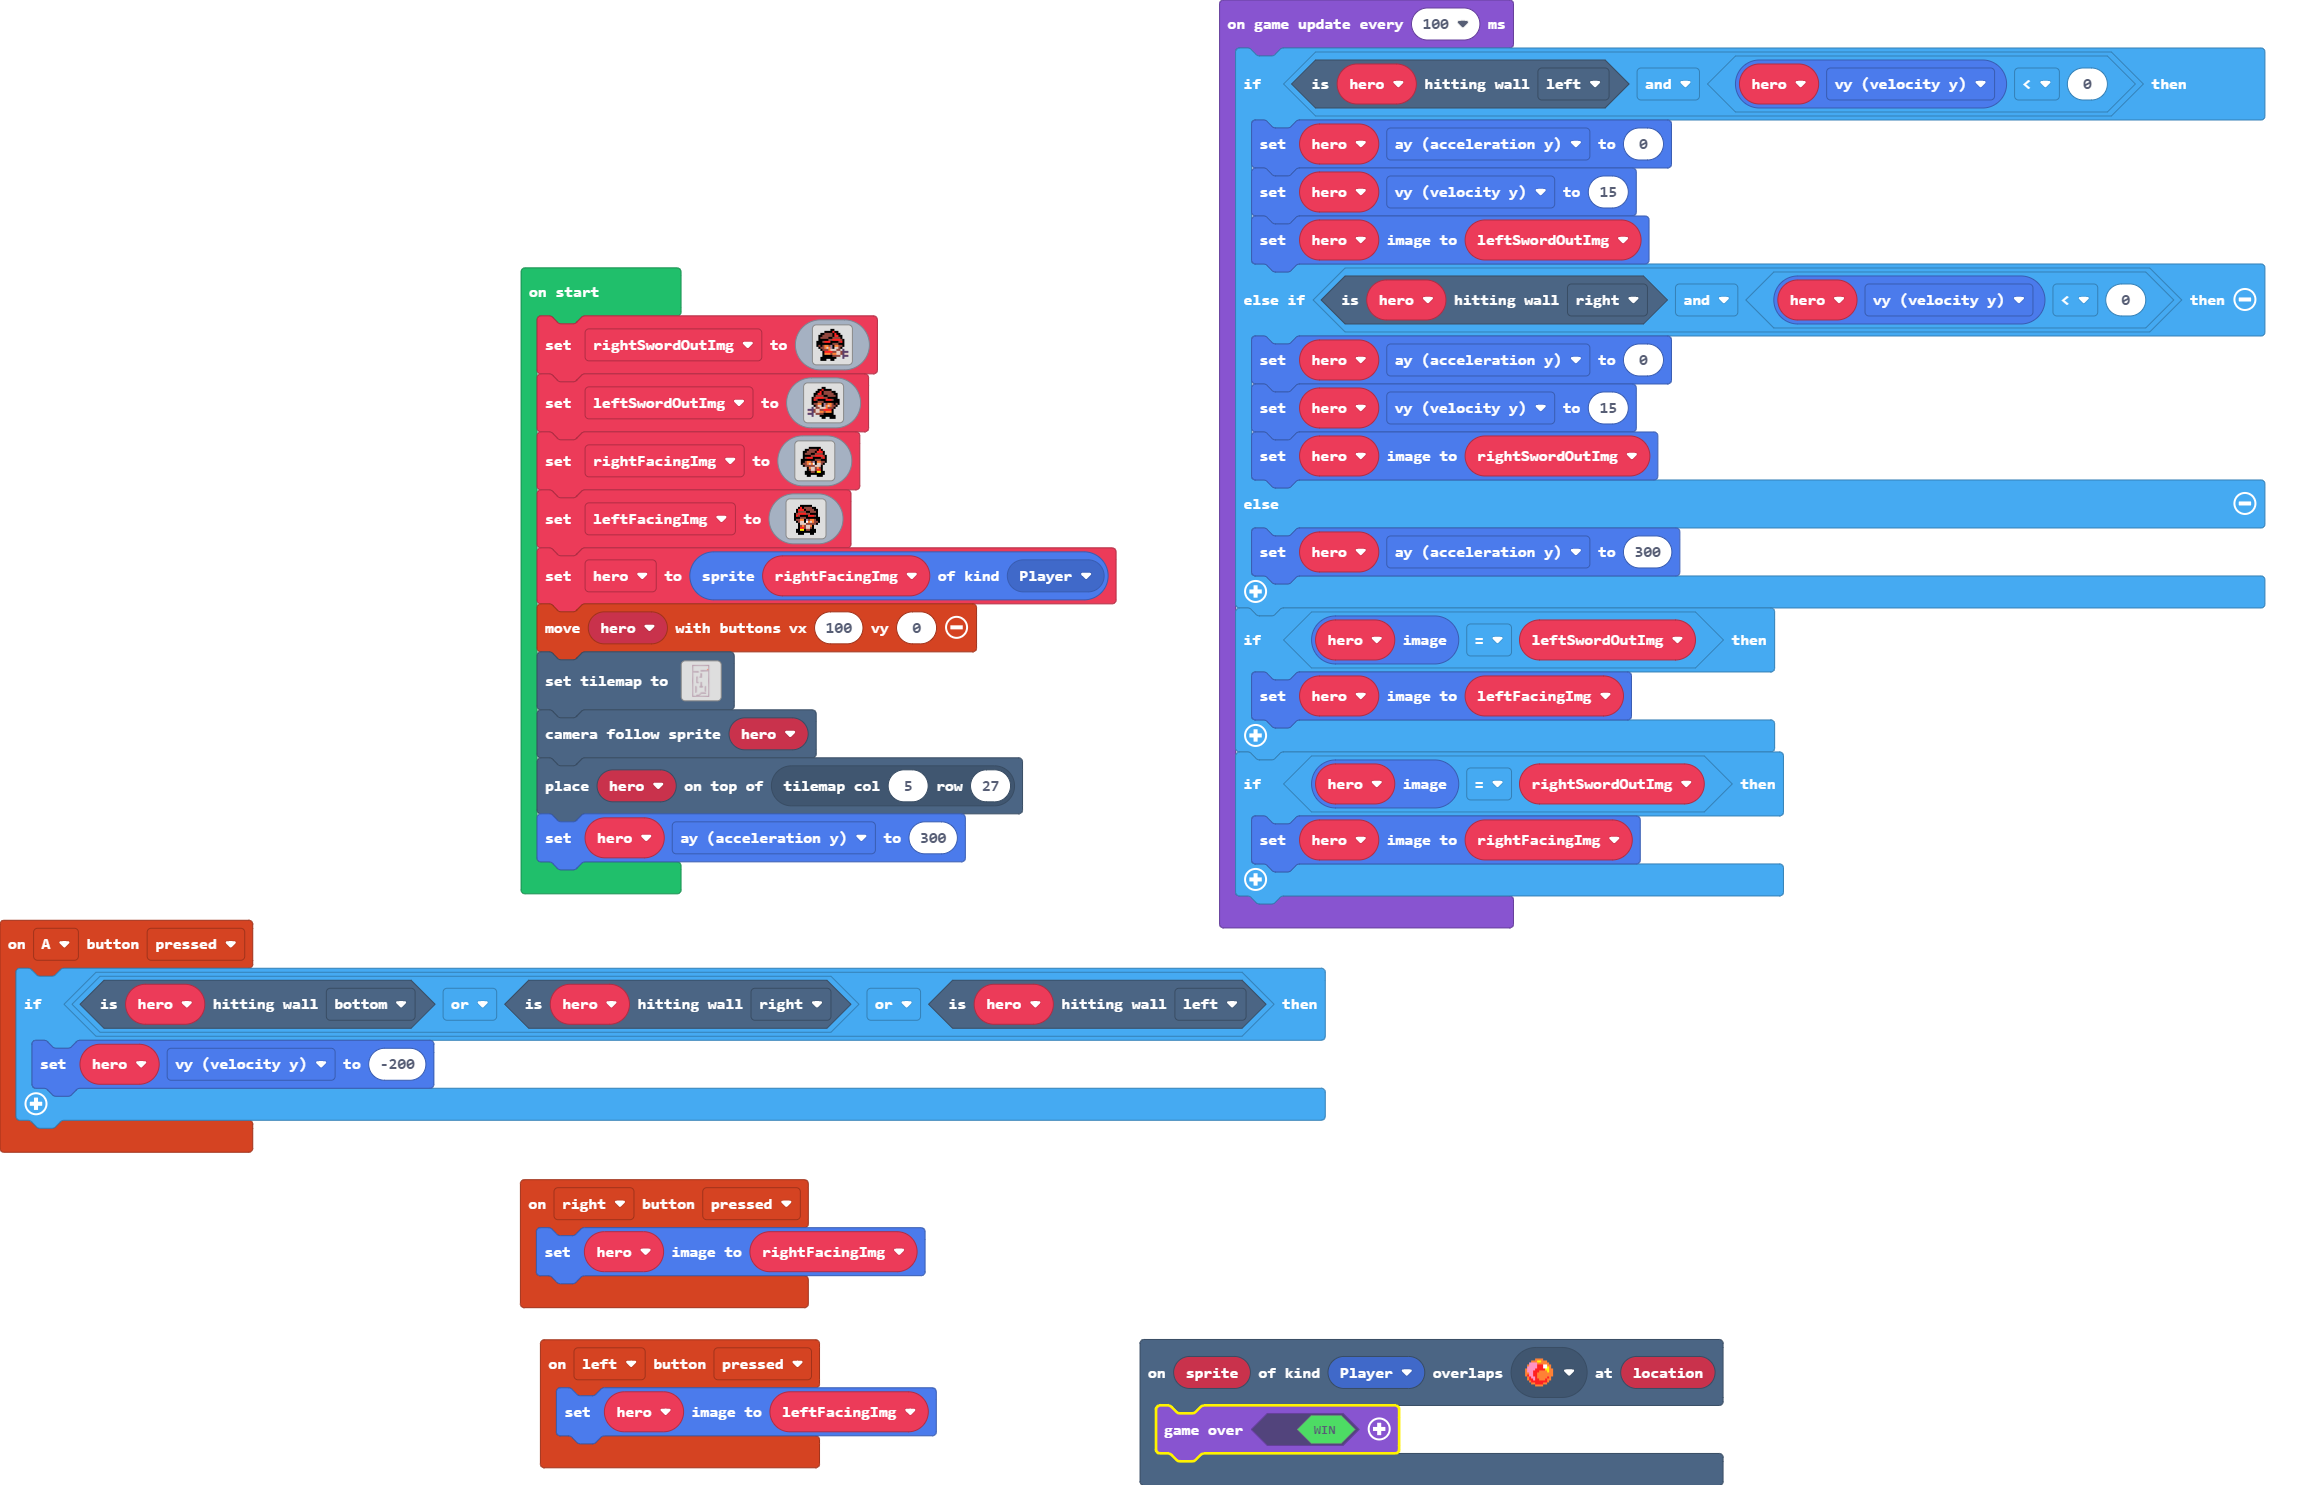 on start
set rightSwordOutImg to
set leftSwordOutImg to
set rightFacingImg to
set leftFacingImg to
set hero to sprite rightFacingImg of kind Player
move hero with buttons vx 100 vy 0
set tilemap to
camera follow sprite hero
place hero on top of tilemap col 5 row 27
set hero ay (acceleration y) to 300
on game update every 100 ms
if is hero hitting wall left and hero vy (velocity y) < 0 then
set hero ay (acceleration y) to 0
set hero vy (velocity y) to 15
set hero image to leftSwordOutImg
else if is hero hitting wall right and hero vy (velocity y) < 0 then
set hero ay (acceleration y) to 0
set hero vy (velocity y) to 15
set hero image to rightSwordOutImg
else
set hero ay (acceleration y) to 300
if hero image = leftSwordOutImg then
set hero image to leftFacingImg
if hero image = rightSwordOutImg then
set hero image to rightFacingImg
on A button pressed
if is hero hitting wall bottom or is hero hitting wall right or is hero hitting wall left then
set hero vy (velocity y) to -200
on right button pressed
set hero image to rightFacingImg
on left button pressed
set hero image to leftFacingImg
on sprite of kind Player overlaps at location
game over WIN